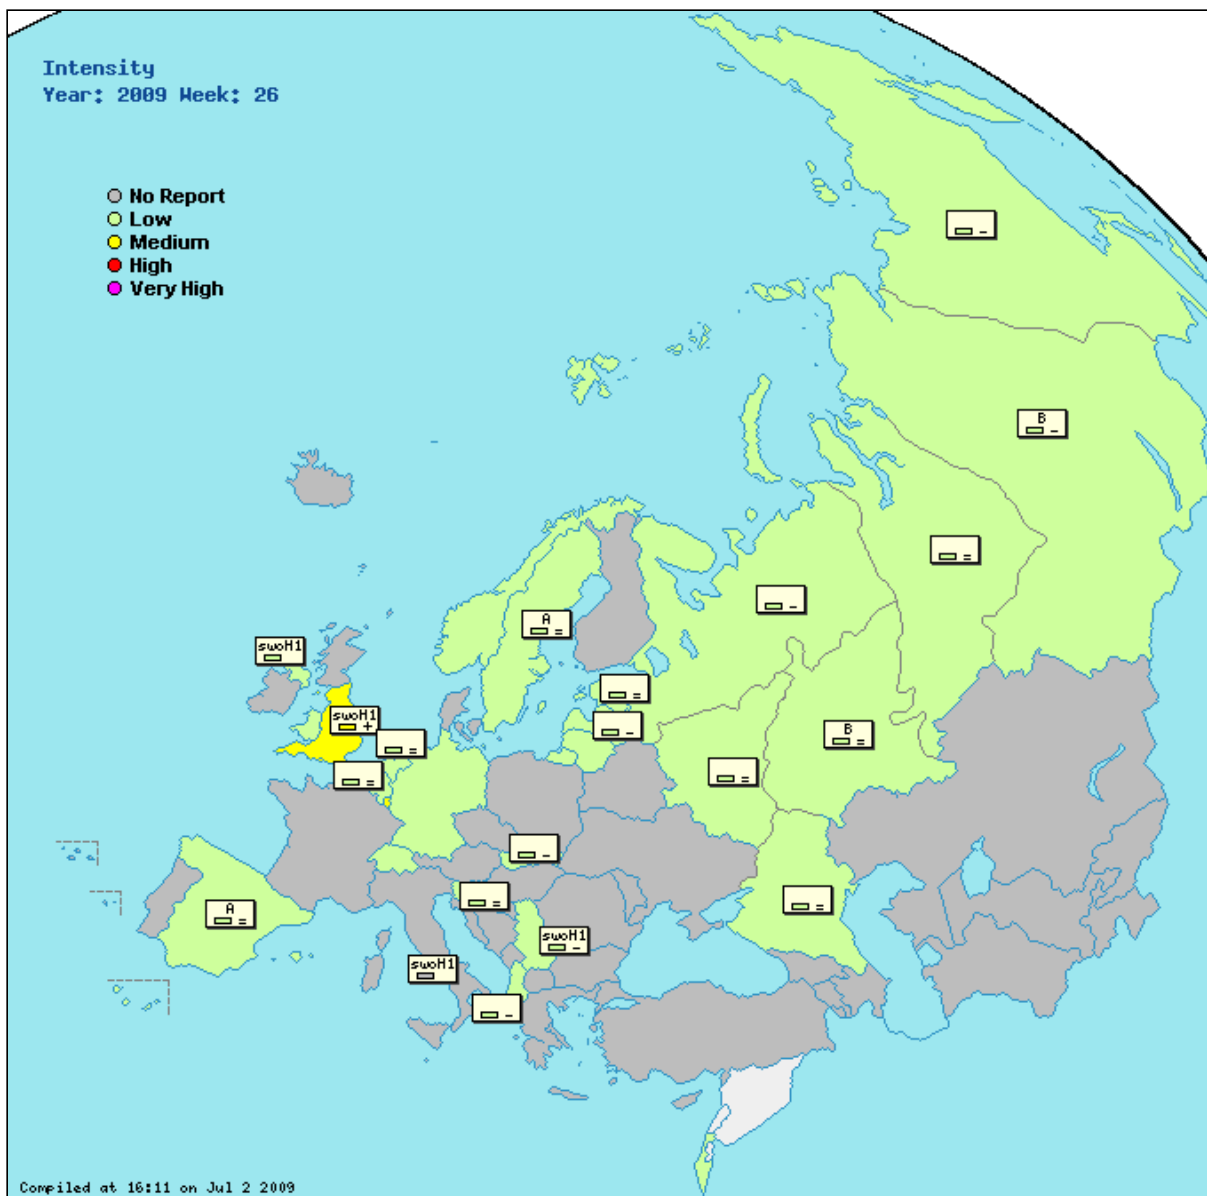 Intensity
Year: 2009 Week: 26
No Report
Low
Medium
High
Very High
-
B
-
=
-
A
=
swoH1
=
swoH1
+
-
=
B
=
=
=
-
=
A
=
=
swoH1
-
swoH1
-
Compiled at 16:11 on Jul 2 2009